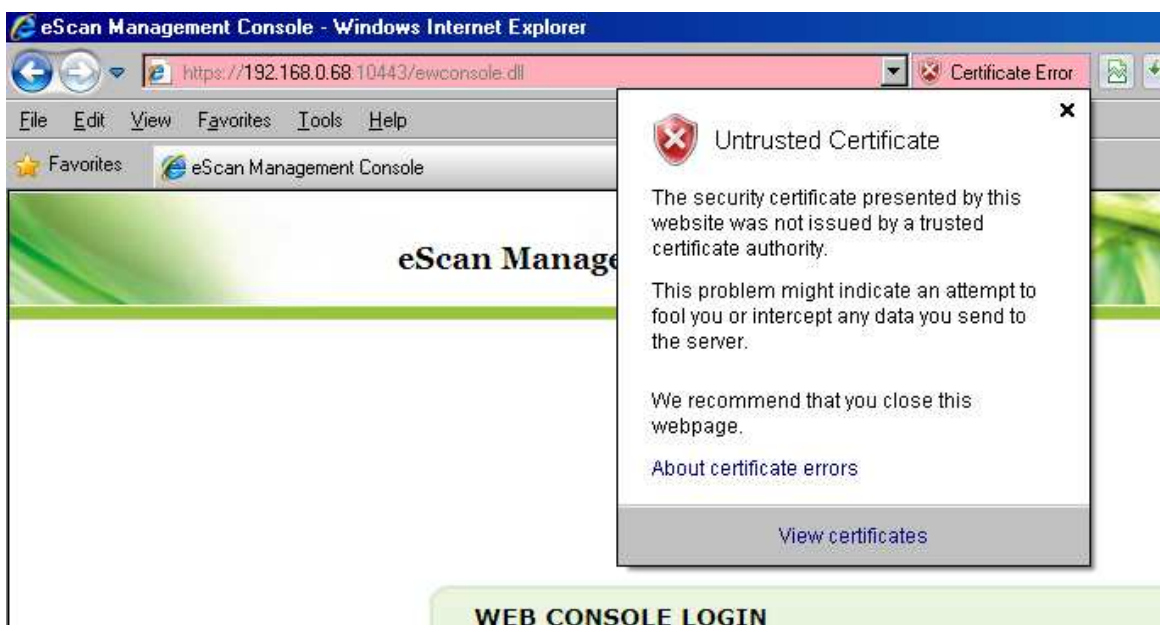 eScan Management Console - Windows Internet Explorer
https://192.168.0.68:10443/ewconsole.dll
Certificate Error
File Edit View Favorites Tools Help
Favorites
eScan Management Console
eScan Manage
Untrusted Certificate
The security certificate presented by this
website was not issued by a trusted
certificate authority.
This problem might indicate an attempt to
fool you or intercept any data you send to
the server.
We recommend that you close this
webpage.
About certificate errors
View certificates
WEB CONSOLE LOGIN